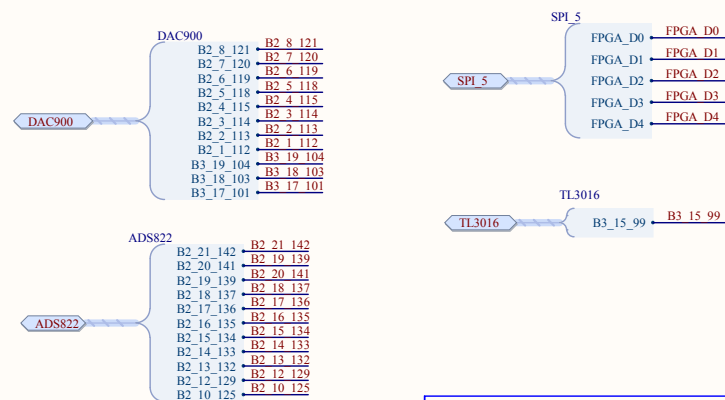 DAC900
DAC900
B2_8_121 B2_8_121
B2_7_120 B2_7_120
B2_6_119 B2_6_119
B2_5_118 B2_5_118
B2_4_115 B2_4_115
B2_3_114 B2_3_114
B2_2_113 B2_2_113
B2_1_112 B2_1_112
B3_19_104 B3_19_104
B3_18_103 B3_18_103
B3_17_101 B3_17_101
SPI_5
SPI_5
FPGA_D0 FPGA_D0
FPGA_D1 FPGA_D1
FPGA_D2 FPGA_D2
FPGA_D3 FPGA_D3
FPGA_D4 FPGA_D4
TL3016
TL3016
B3_15_99 B3_15_99
ADS822
ADS822
B2_21_142 B2_21_142
B2_20_141 B2_19_139
B2_19_139 B2_20_141
B2_18_137 B2_18_137
B2_17_136 B2_17_136
B2_16_135 B2_16_135
B2_15_134 B2_15_134
B2_14_133 B2_14_133
B2_13_132 B2_13_132
B2_12_129 B2_12_129
B2_10_125 B2_10_125